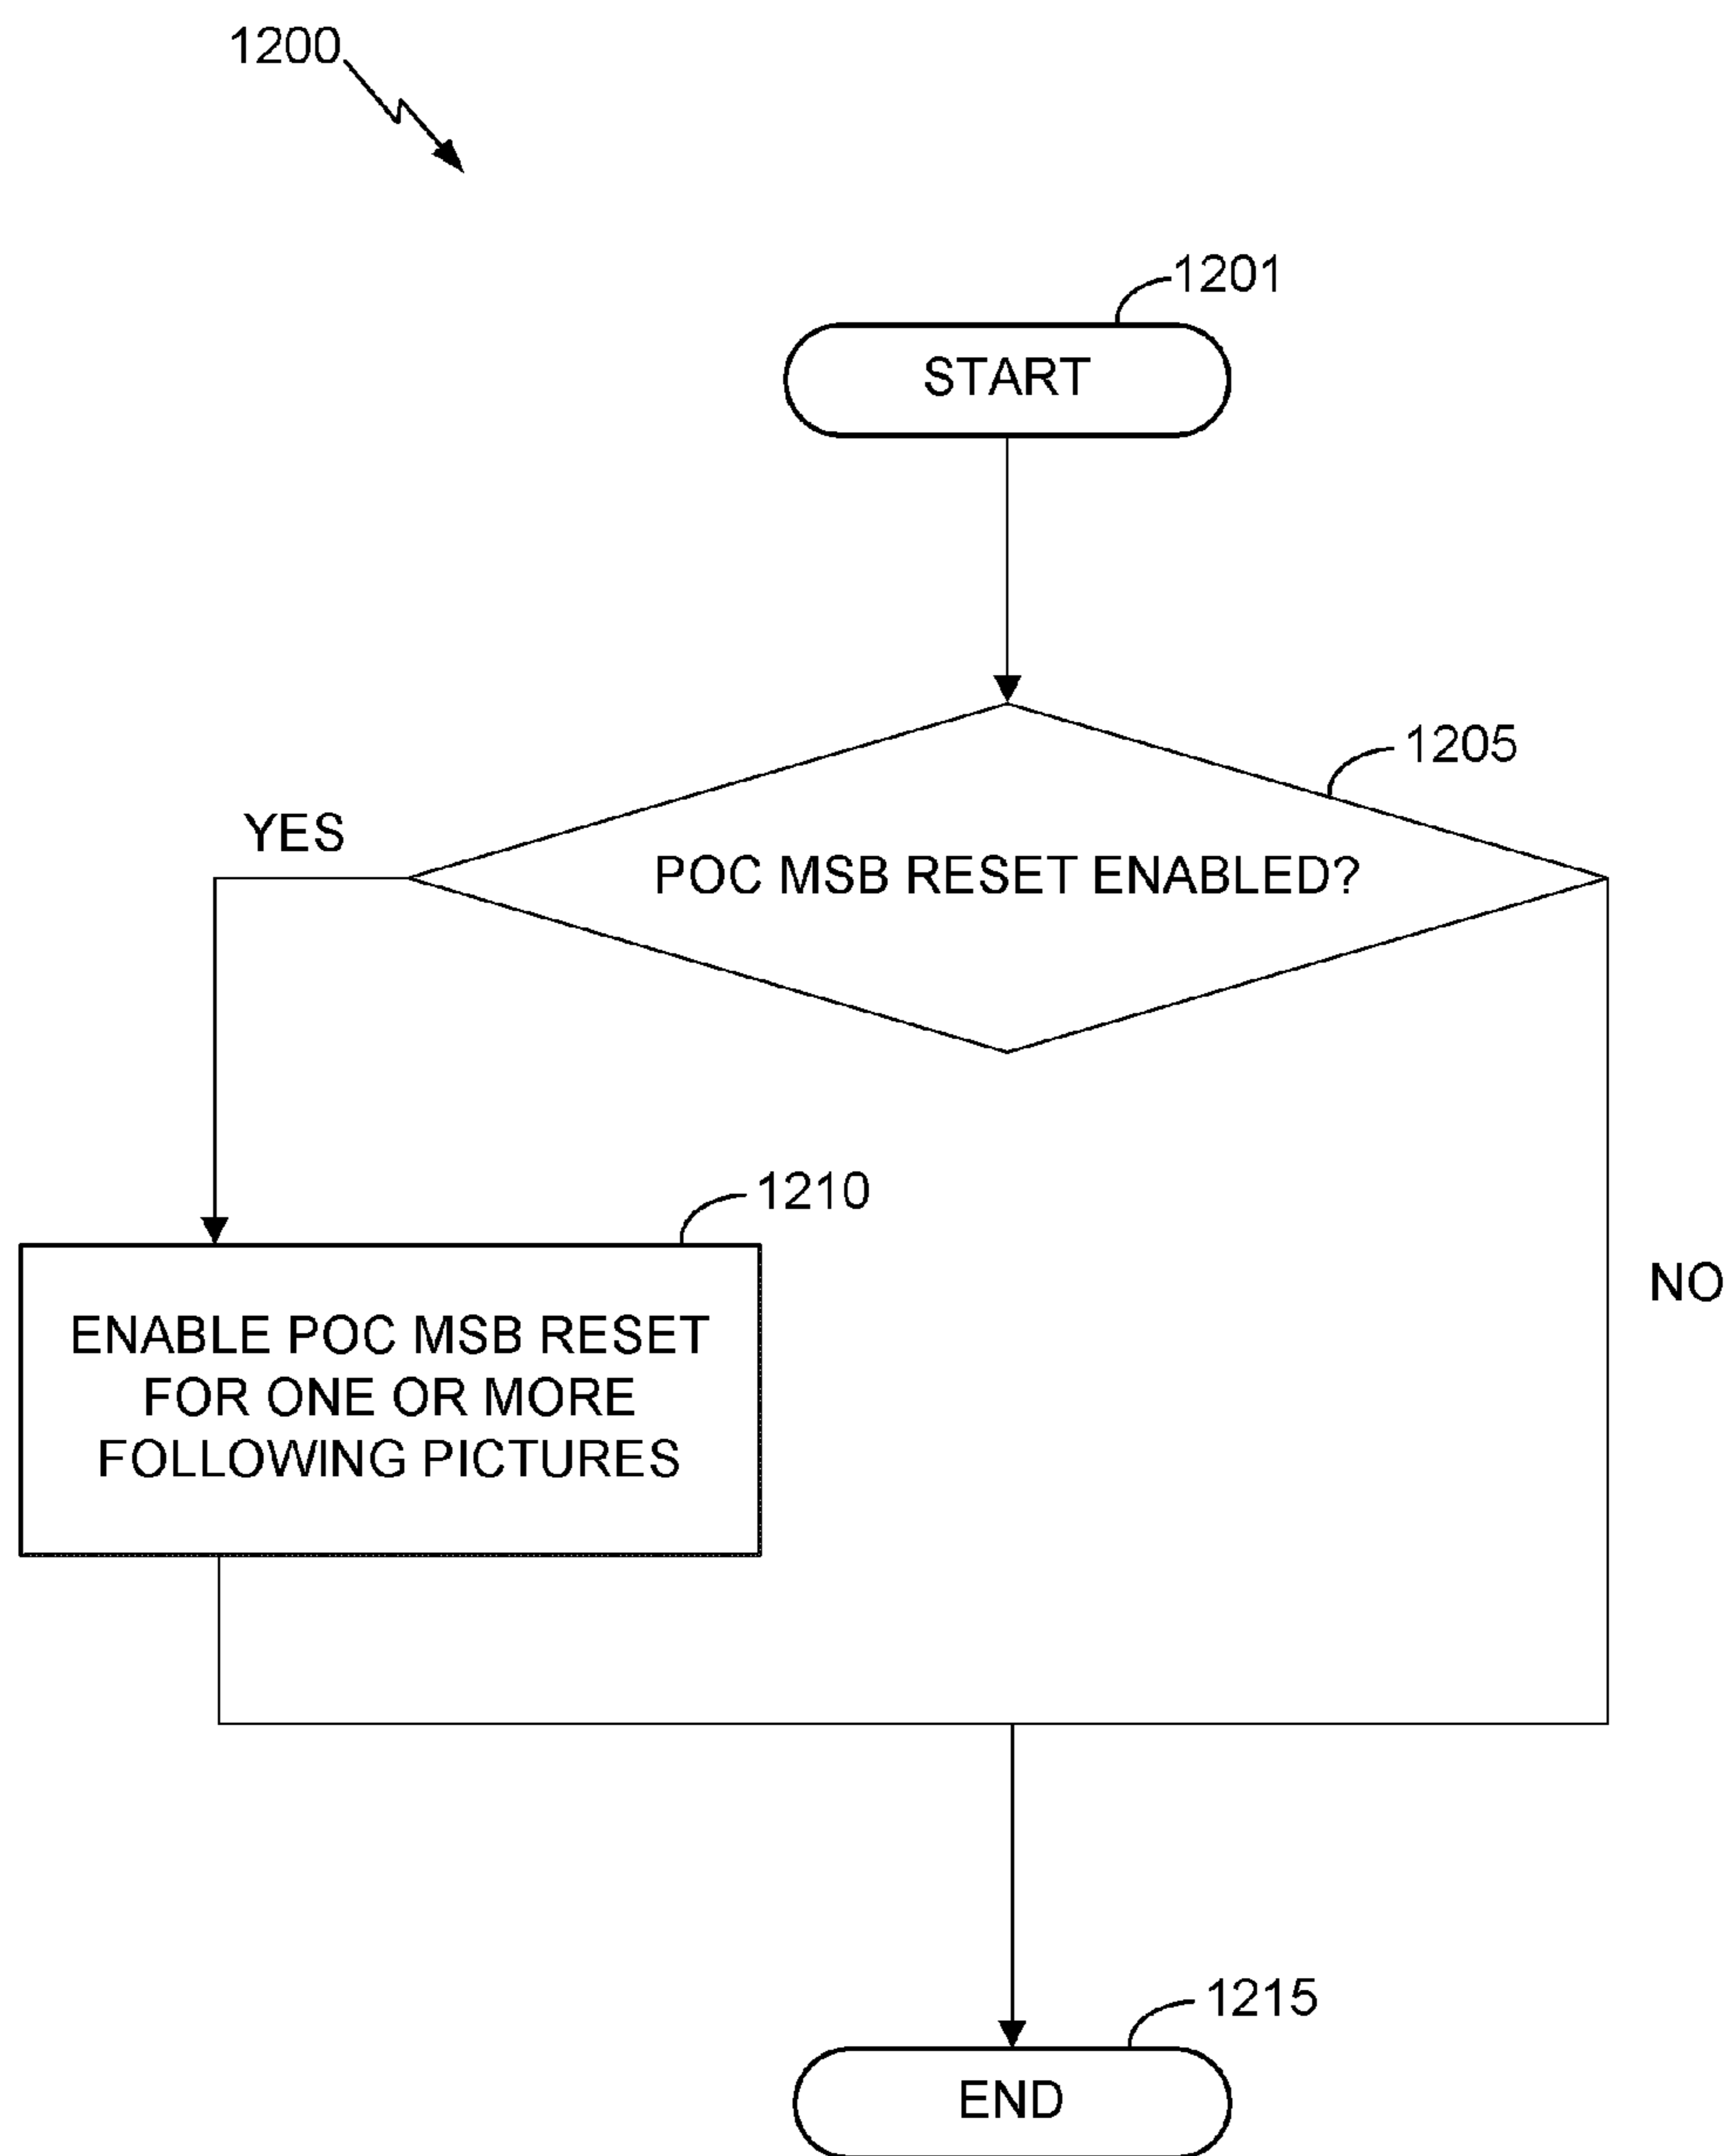 1200
1201
START
1205
YES
POC MSB RESET ENABLED?
1210
NO
ENABLE POC MSB RESET
FOR ONE OR MORE
FOLLOWING PICTURES
1215
END